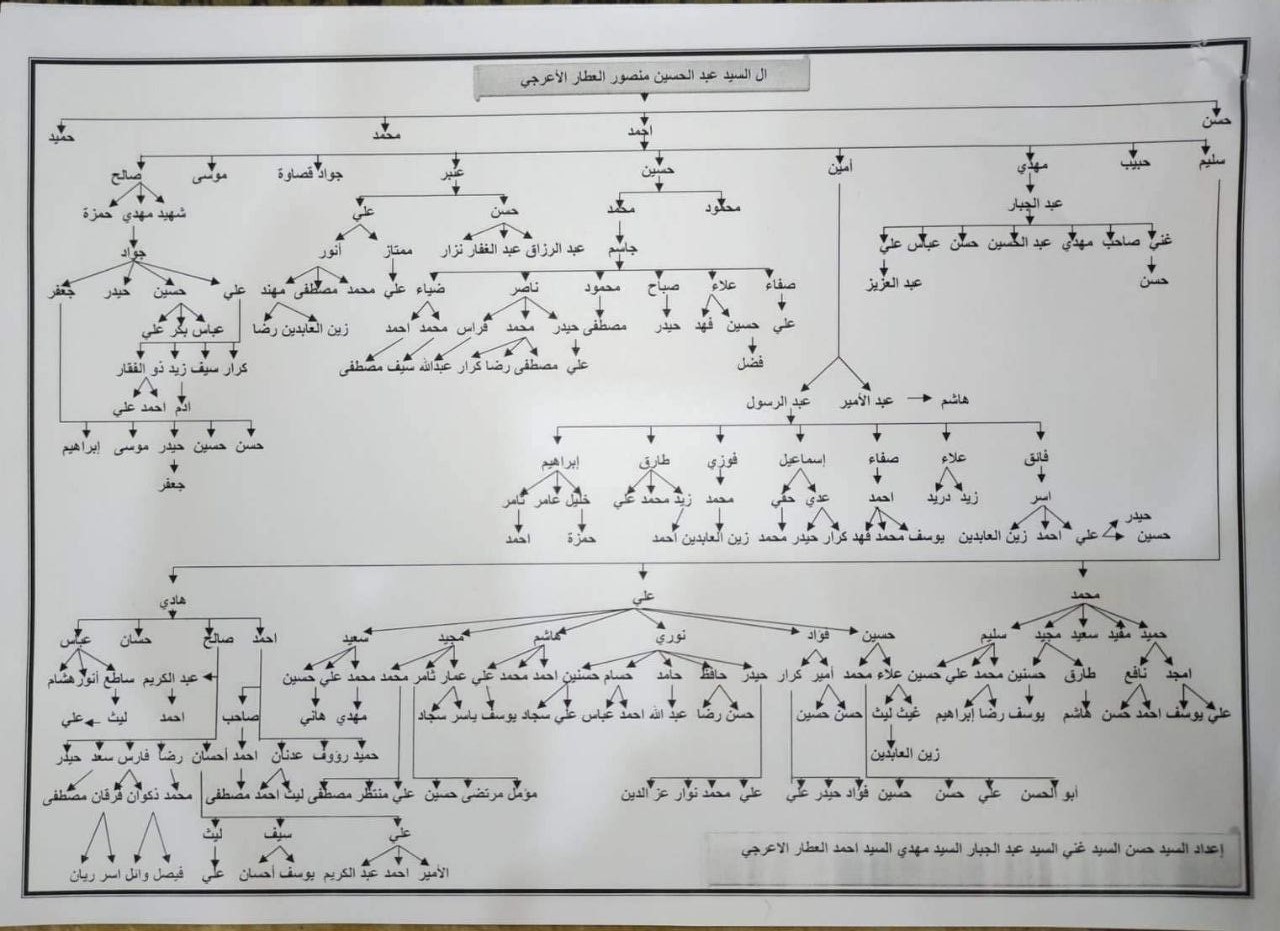 ال السيد عبد الحسين منصور العطار الأعرجي
حسن احمد محمد حميد
سليم حبيب مهدي أمين حسين عنبر جواد قصاوة موسى صالح
عبد الجبار محمود محمد حسن علي شهيد مهدي حمزة
غني صاحب مهدي عبد الحسين حسن عباس علي جاسم عبد الرزاق عبد الغفار نزار ممتاز أنور جواد
حسن عبد العزيز صفاء علاء صباح محمود ناصر ضياء علي محمد مصطفى مهند علي حسين حيدر جعفر
علي حسين فهد حيدر مصطفى حيدر محمد فراس محمد احمد زين العابدين رضا عباس بكر علي
فضل علي مصطفى رضا كرار عبدالله سيف مصطفى كرار سيف زيد ذو الفقار
هاشم عبد الأمير عبد الرسول ادم احمد علي
حسن حسين حيدر موسى إبراهيم
فائق علاء صفاء إسماعيل فوزي طارق إبراهيم جعفر
اسر زيد دريد احمد عدي حقي محمد زيد محمد علي خليل عامر ثامر
حيدر
حسين علي احمد زين العابدين يوسف محمد فهد كرار حيدر محمد زين العابدين احمد حمزة احمد
محمد علي هادي
حميد مفيد سعيد مجيد سليم حسين فؤاد نوري هاشم مجيد سعيد احمد صالح حسان عباس
امجد نافع طارق حسنين محمد علي حسين علاء محمد أمير كرار حيدر حافظ حامد حسام حسنين احمد محمد علي عمار ثامر محمد محمد علي حسين عبد الكريم ساطع أنور هشام
علي يوسف احمد حسن هاشم يوسف رضا إبراهيم غيث ليث حسن حسين حسن رضا عبد الله احمد عباس علي سجاد يوسف ياسر سجاد مهدي هاني صاحب احمد ليث علي
زين العابدين حميد رؤوف عدنان احمد أحسان رضا فارس سعد حيدر
أبو الحسن علي حسن حسين فؤاد حيدر علي علي محمد نوار عز الدين مؤمل مرتضى حسين علي منتظر مصطفى ليث احمد مصطفى محمد ذكوان فرقان مصطفى
علي سيف ليث
إعداد السيد حسن السيد غني السيد عبد الجبار السيد مهدي السيد احمد العطار الاعرجي
الأمير احمد عبد الكريم يوسف أحسان علي فيصل وائل اسر ريان